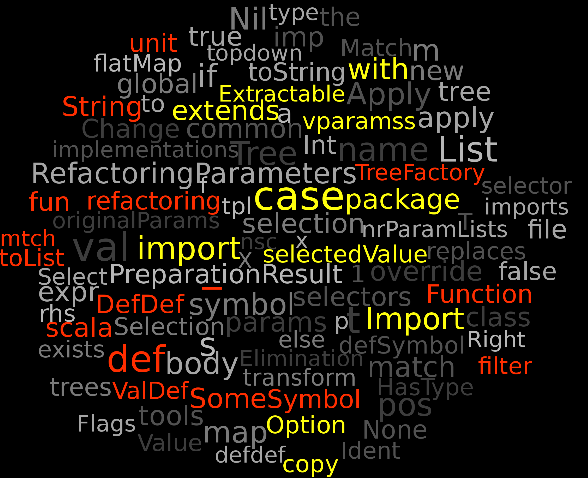 Nil type the
unit true imp Match m
flatMap topdown
global if toString with new
Extractable Apply tree
String to extends a vparamss apply
Change common
implementations Tree Int name List
RefactoringParameters TreeFactory
fun refactoring f tpl case package selector
imports
originalParams selection nrParamLists T file
mtch val import nsc x selectedValue replaces
toList X
Select PreparationResult 1 override false
expr _ DefDef symbol selectors Function
rhs
scala Selection params p t Import class
exists s else defSymbol Right
def body Elimination match filter
trees ValDef transform HasType
SomeSymbol pos
Flags tools map Option None
Value defdef copy Ident